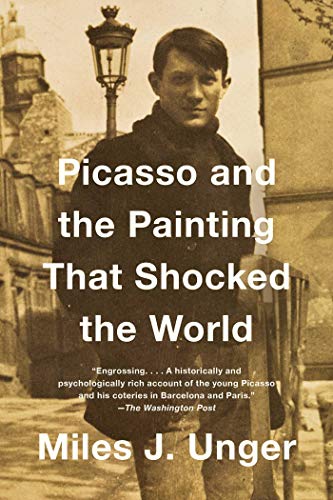 Picasso and
the Painting
That Shocked
the World
“Engrossing. . . . A historically and
psychologically rich account of the young Picasso
and his coteries in Barcelona and Paris.”
—The Washington Post
Miles J. Unger